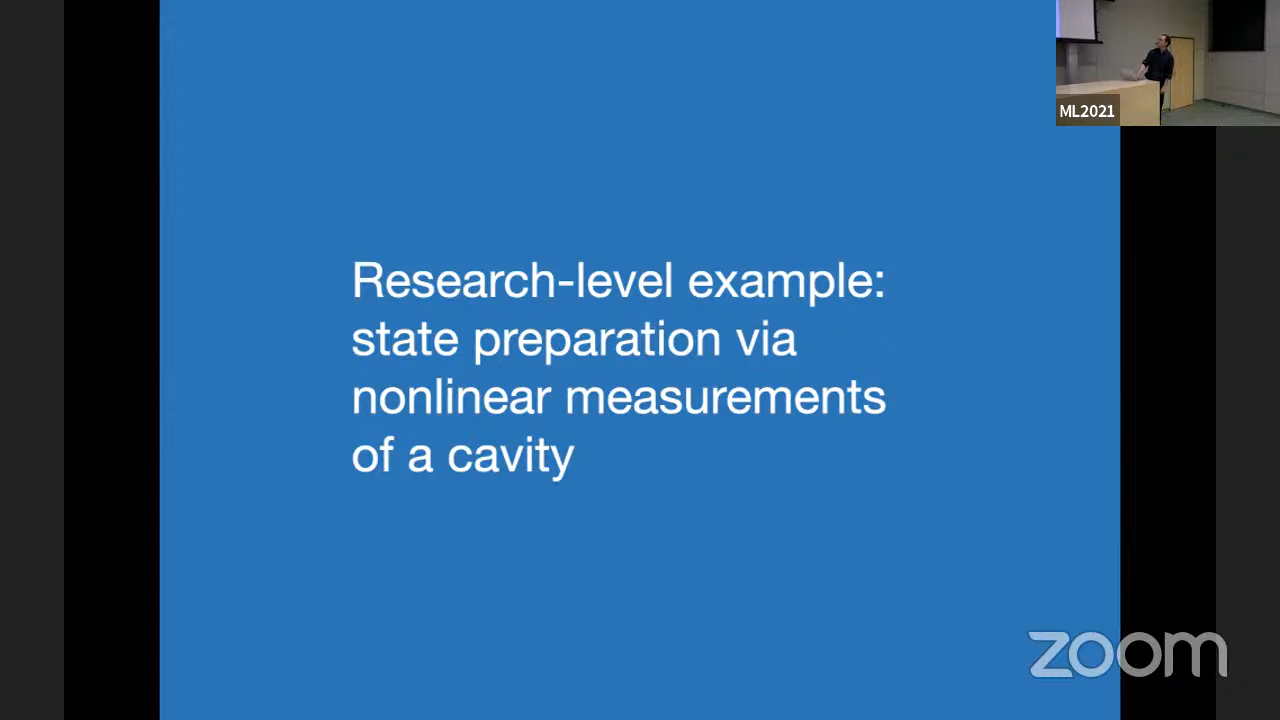 ML2021
Research-level example:
state preparation via
nonlinear measurements
of a cavity
zoom